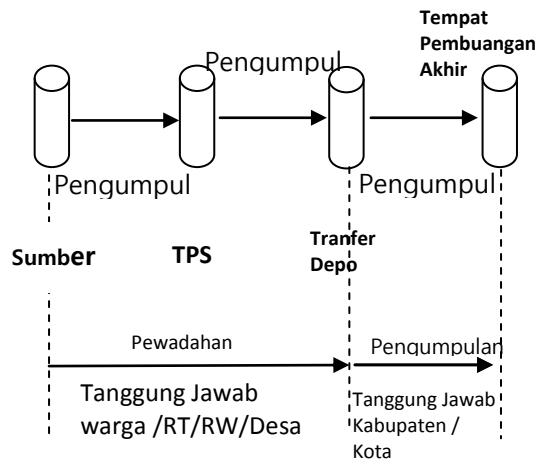 Tempat
Pembuangan
Akhir
Pengumpul
Pengumpul
Pengumpul
Sumber
TPS
Tranfer
Depo
Pewadahan
Pengumpulan
Tanggung Jawab
warga /RT/RW/Desa
Tanggung Jawab
Kabupaten /
Kota